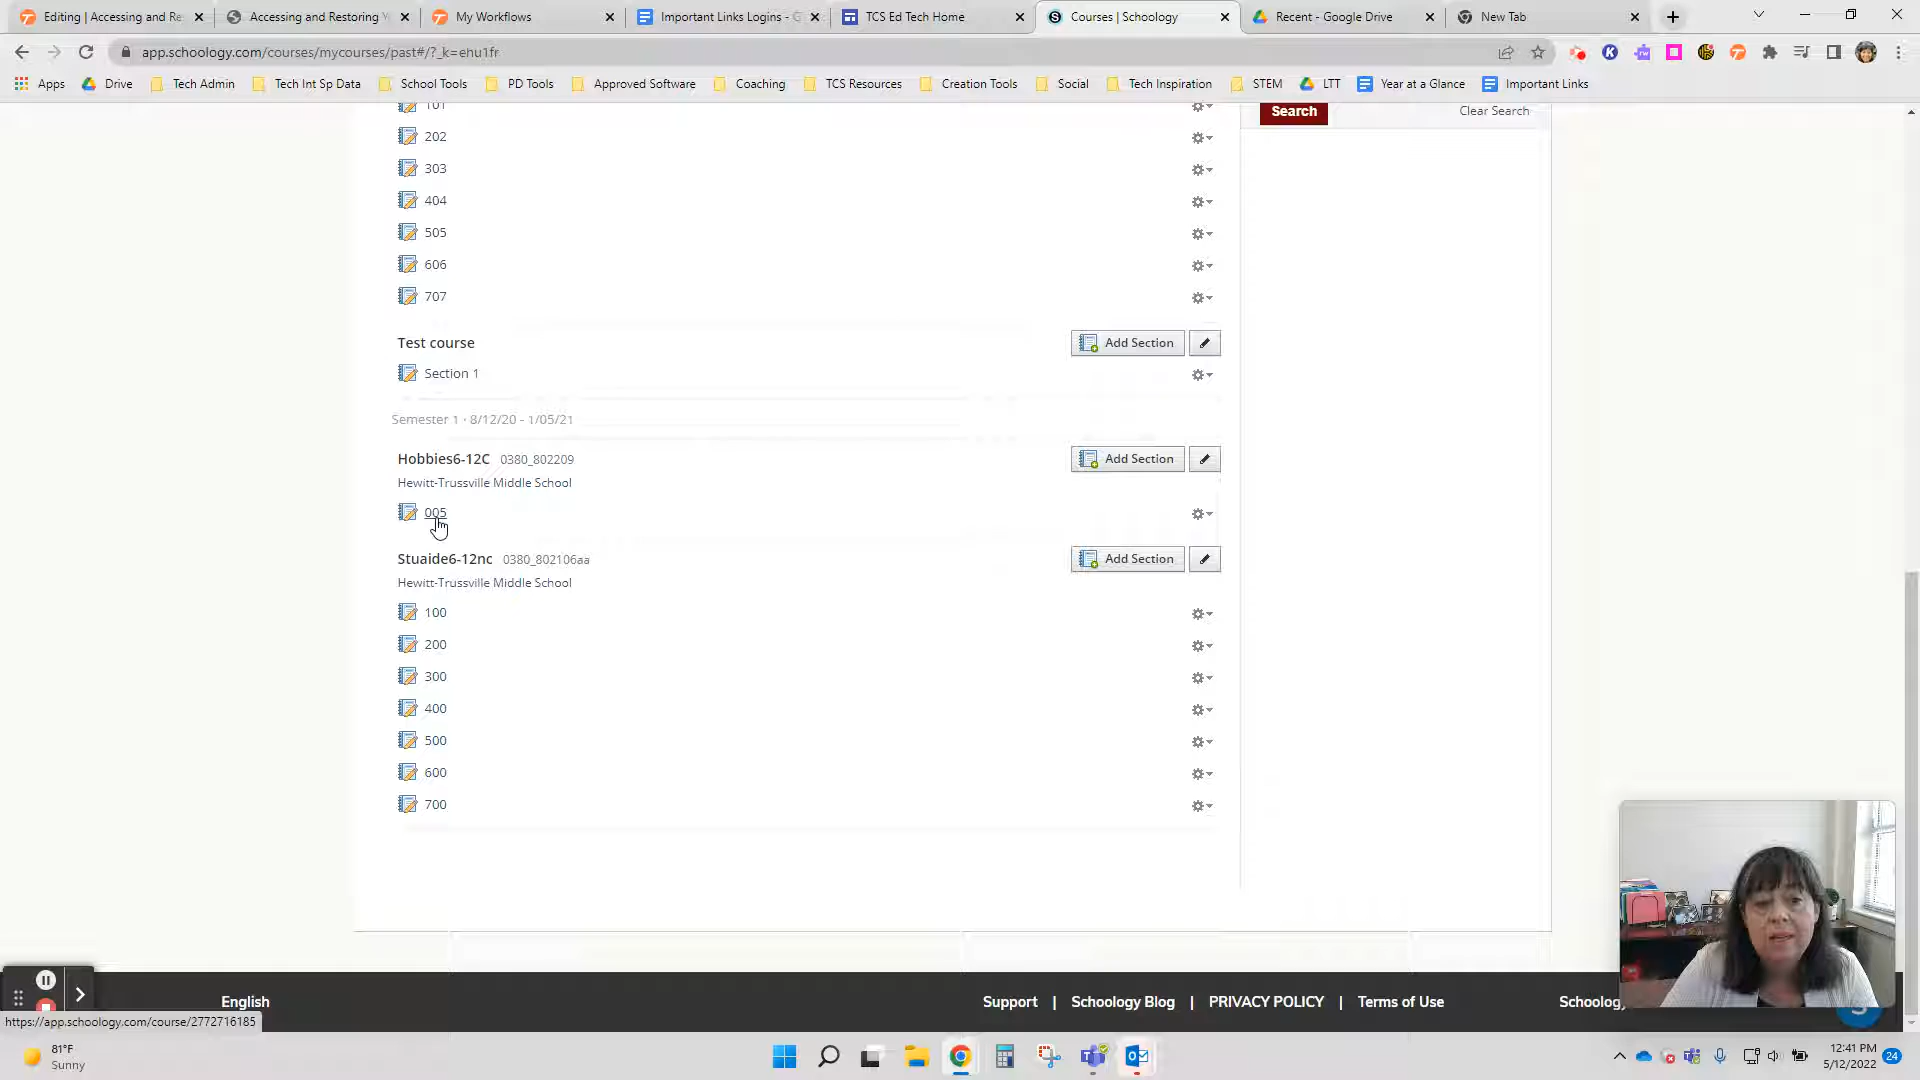 Editing | Accessing and Re
Accessing and Restoring Y
My Workflows
Important Links Logins - G
TCS Ed Tech Home
Courses | Schoology
Recent - Google Drive
New Tab
app.schoology.com/courses/mycourses/past#/?_k=ehu1fr
Apps
Drive
Tech Admin
Tech Int Sp Data
School Tools
PD Tools
Approved Software
Coaching
TCS Resources
Creation Tools
Social
Tech Inspiration
STEM
LTT
Year at a Glance
Important Links
101
Search
Clear Search
202
303
404
505
606
707
Test course
Add Section
Section 1
Semester 1 · 8/12/20 - 1/05/21
Hobbies6-12C 0380_802209
Add Section
Hewitt-Trussville Middle School
005
Stuaide6-12nc 0380_802106aa
Add Section
Hewitt-Trussville Middle School
100
200
300
400
500
600
700
English
Support | Schoology Blog | PRIVACY POLICY | Terms of Use
Schoology
https://app.schoology.com/course/2772716185
81°F
Sunny
12:41 PM
5/12/2022
24